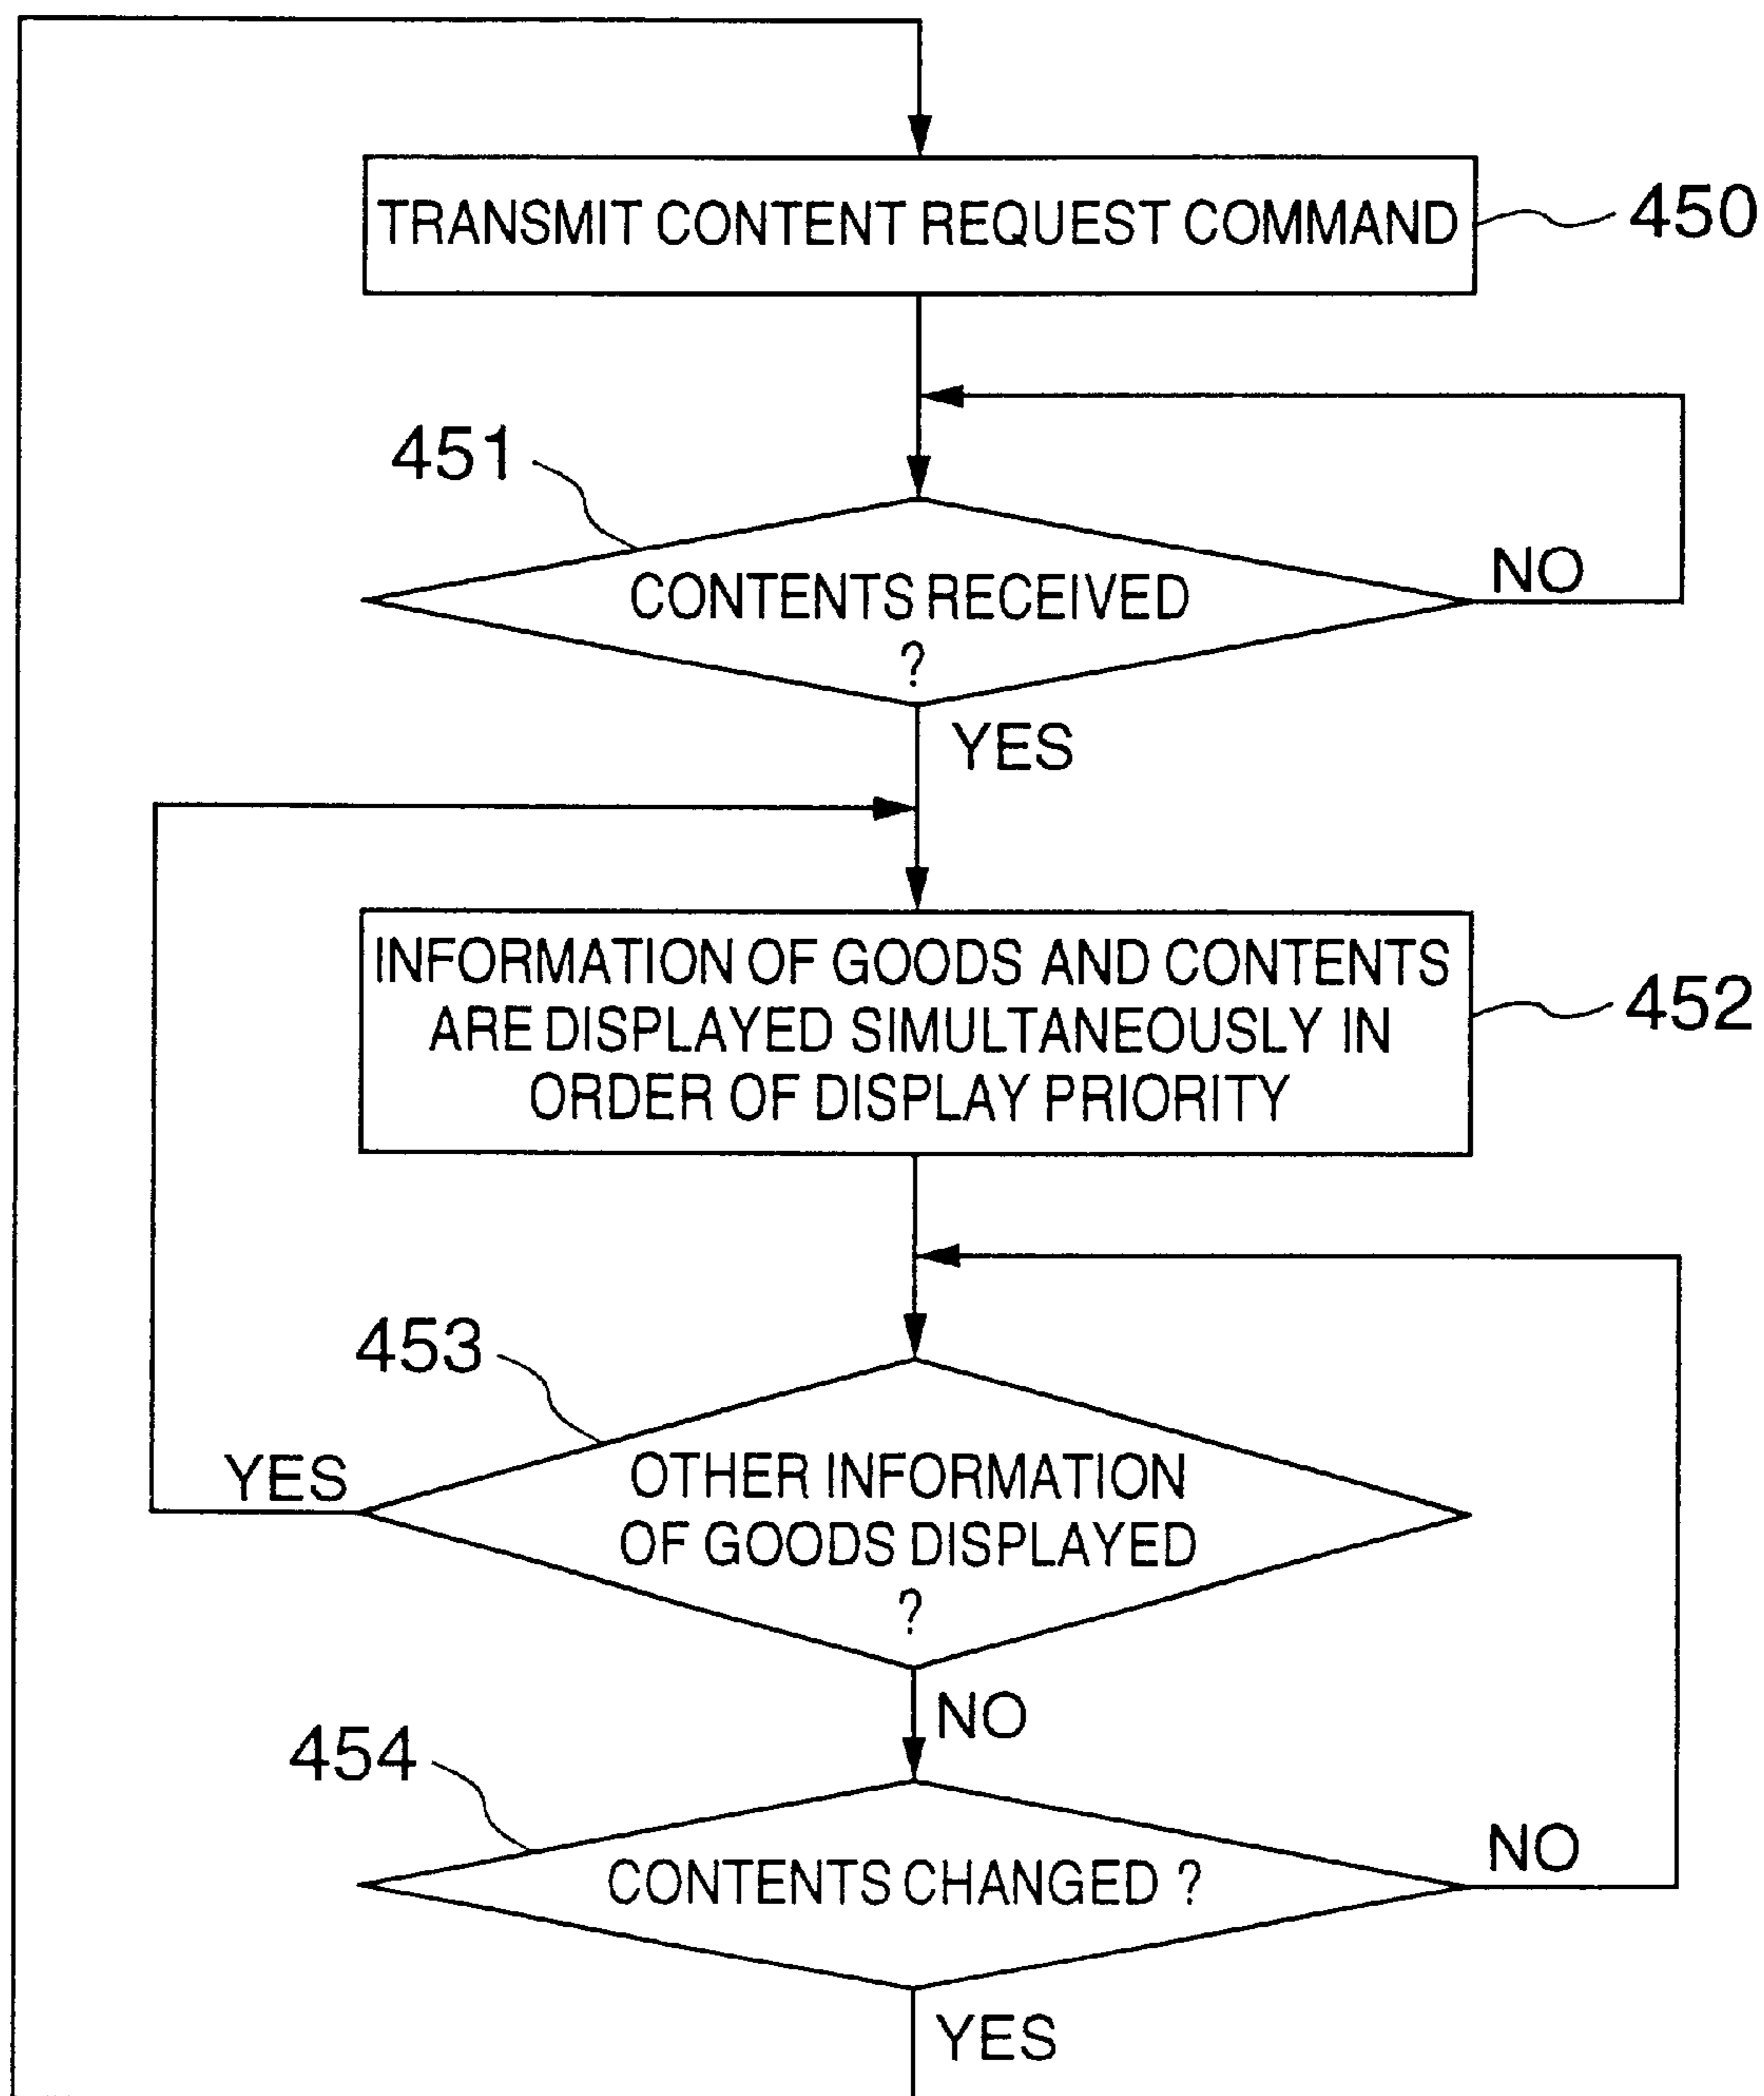 TRANSMIT CONTENT REQUEST COMMAND
450
451
CONTENTS RECEIVED
?
NO
YES
INFORMATION OF GOODS AND CONTENTS
ARE DISPLAYED SIMULTANEOUSLY IN
ORDER OF DISPLAY PRIORITY
452
453
YES
OTHER INFORMATION
OF GOODS DISPLAYED
?
NO
454
CONTENTS CHANGED ?
NO
YES